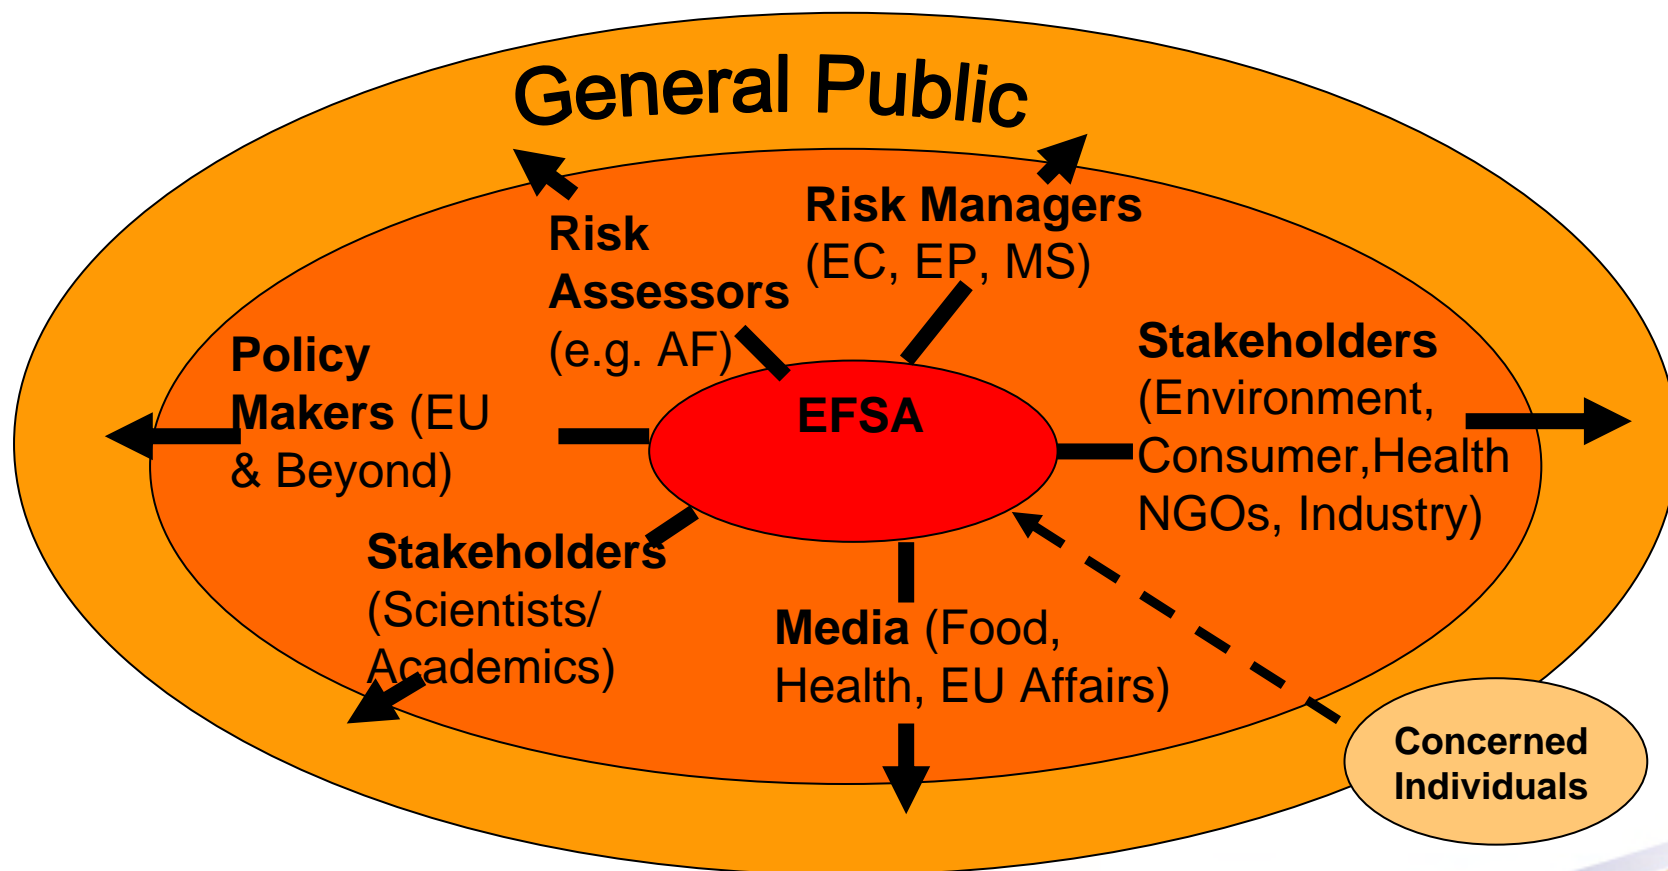 General Public
Risk Managers
(EC, EP, MS)
Risk
Assessors
(e.g. AF)
Stakeholders
(Environment,
Consumer,Health
NGOs, Industry)
Policy
Makers (EU
& Beyond)
EFSA
Stakeholders
(Scientists/
Academics)
Media (Food,
Health, EU Affairs)
Concerned
Individuals